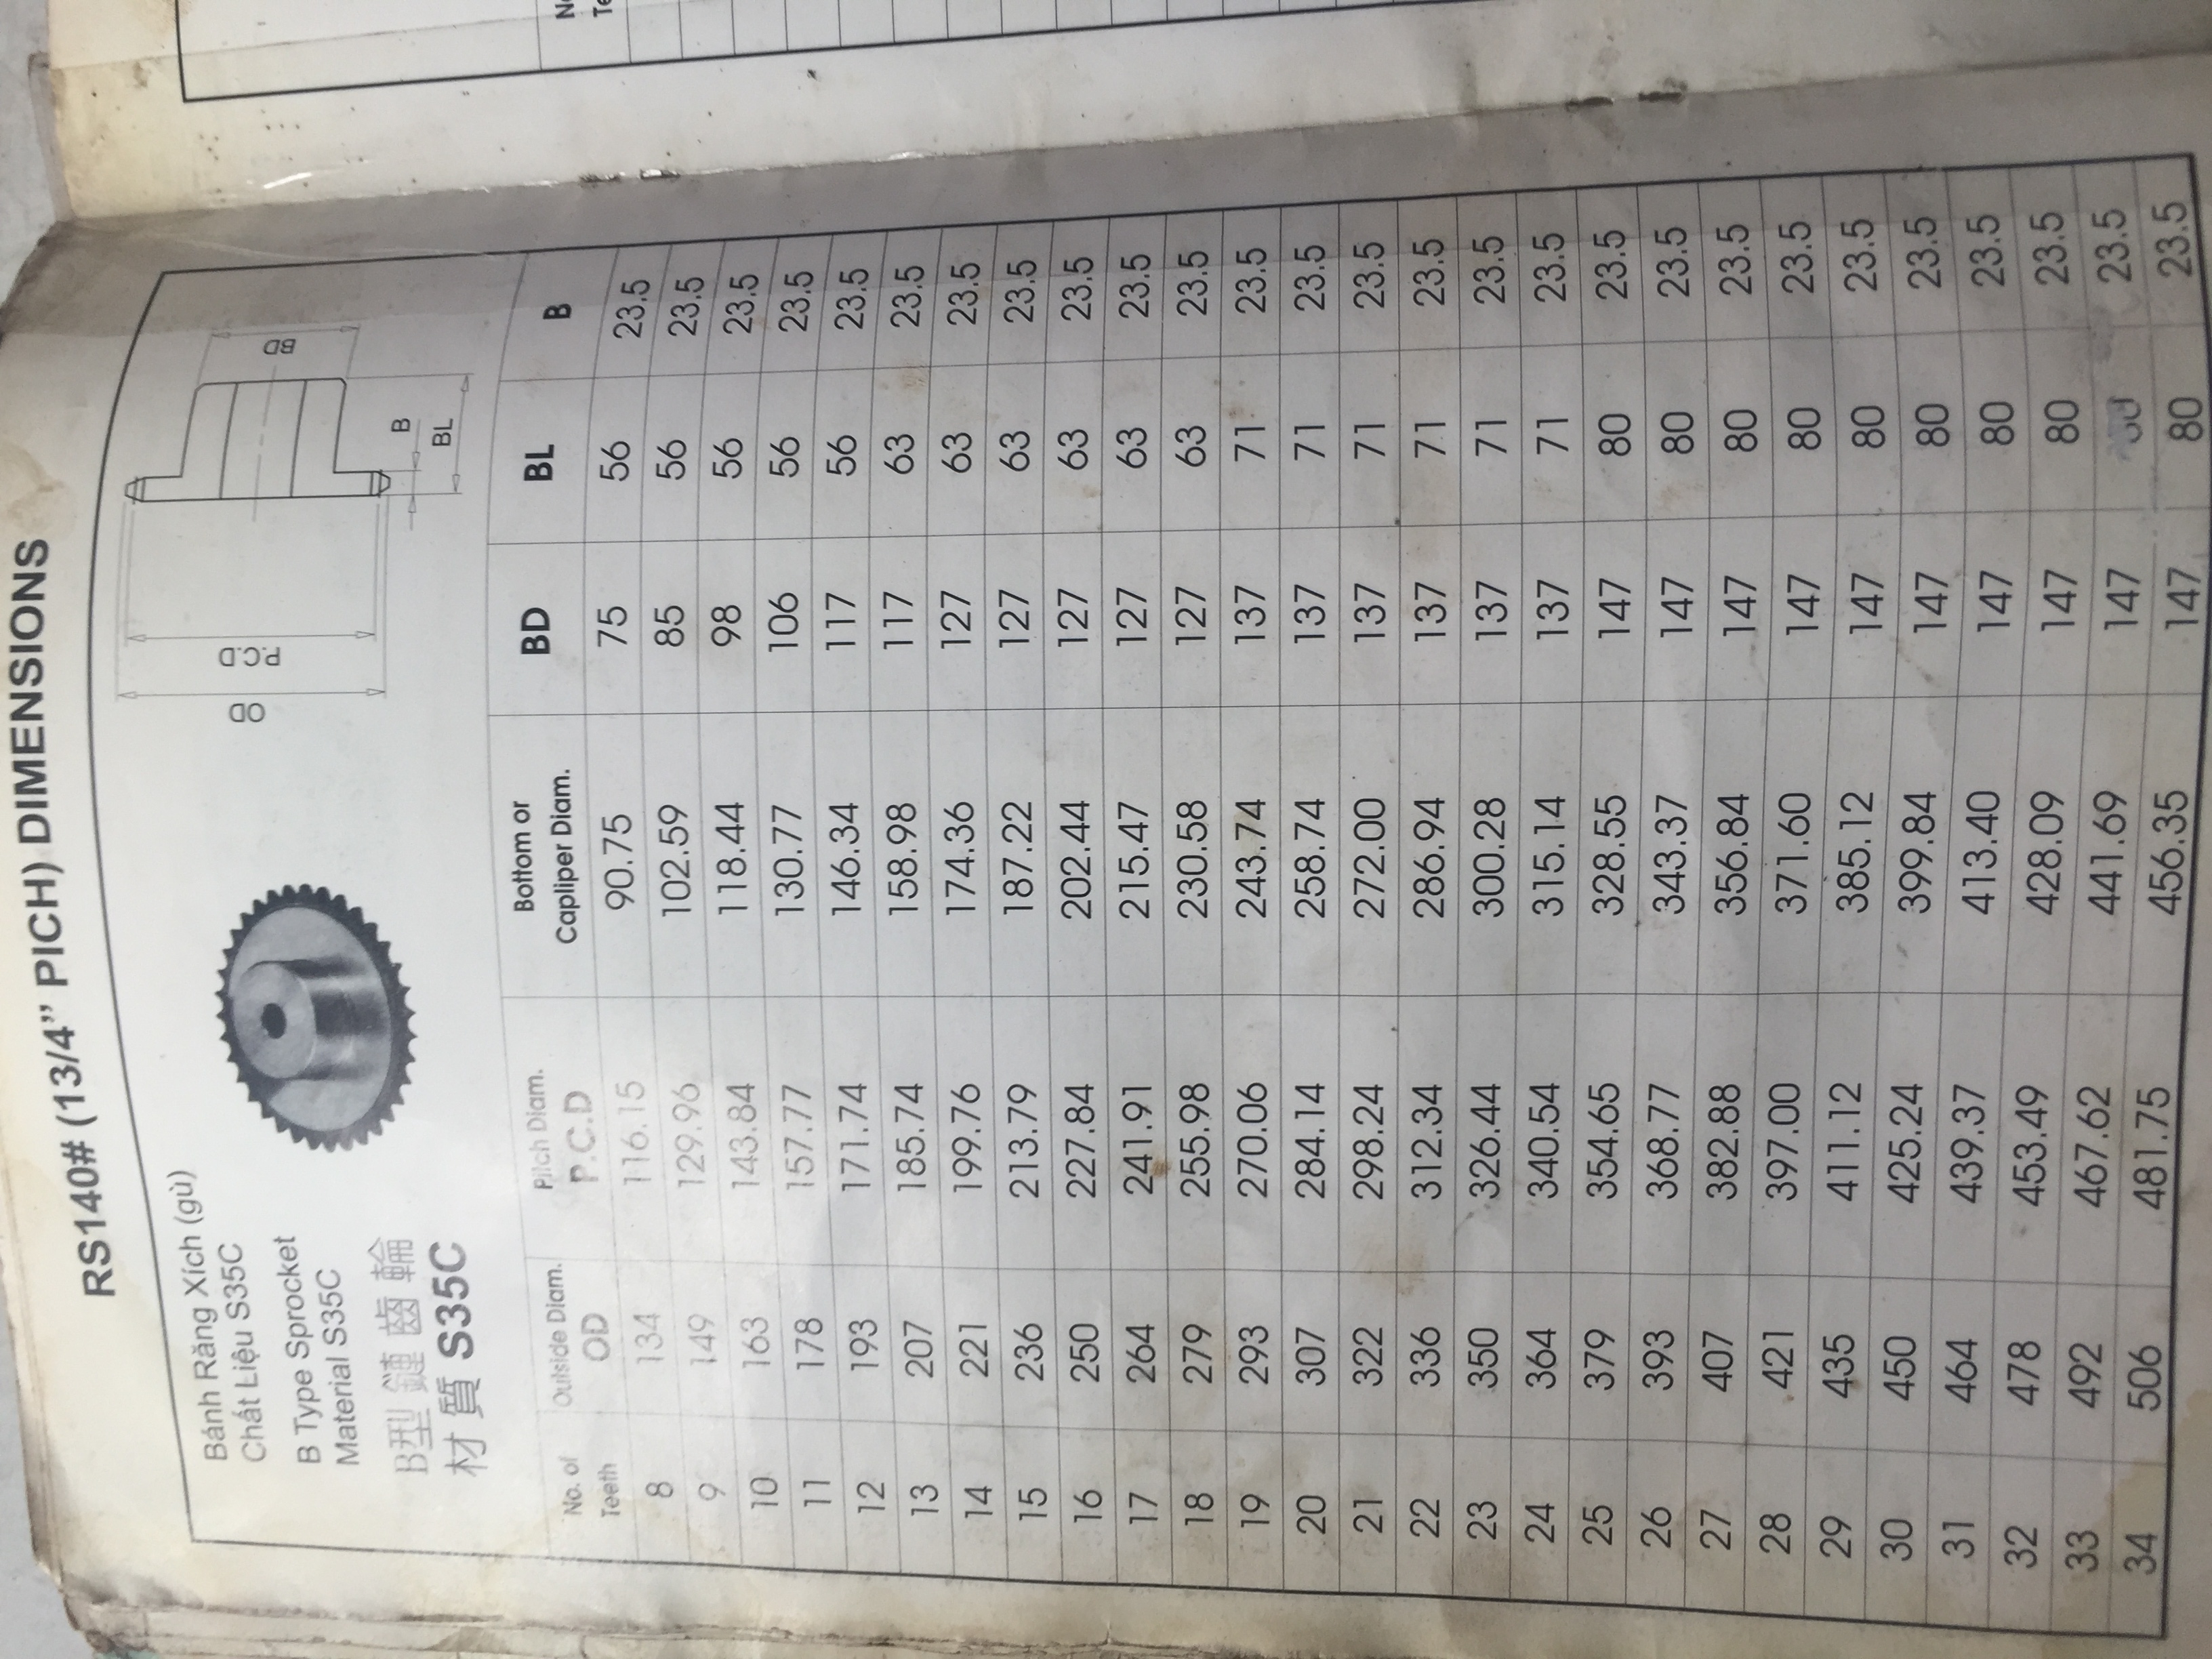 RS140# (13/4” PICH) DIMENSIONS
Bánh Răng Xích (gù)
Chất Liệu S35C
B Type Sprocket
Material S35C
B型 鏈 齒 輪
材 質 S35C
OD
P.C.D
BD
B
BL
No. of Teeth Outside Diam. OD Pitch Diam. P.C.D Bottom or Capliper Diam. BD BL B
8 134 116.15 90.75 75 56 23.5
9 149 129.96 102.59 85 56 23.5
10 163 143.84 118.44 98 56 23.5
11 178 157.77 130.77 106 56 23.5
12 193 171.74 146.34 117 56 23.5
13 207 185.74 158.98 117 63 23.5
14 221 199.76 174.36 127 63 23.5
15 236 213.79 187.22 127 63 23.5
16 250 227.84 202.44 127 63 23.5
17 264 241.91 215.47 127 63 23.5
18 279 255.98 230.58 127 63 23.5
19 293 270.06 243.74 137 71 23.5
20 307 284.14 258.74 137 71 23.5
21 322 298.24 272.00 137 71 23.5
22 336 312.34 286.94 137 71 23.5
23 350 326.44 300.28 137 71 23.5
24 364 340.54 315.14 137 71 23.5
25 379 354.65 328.55 147 80 23.5
26 393 368.77 343.37 147 80 23.5
27 407 382.88 356.84 147 80 23.5
28 421 397.00 371.60 147 80 23.5
29 435 411.12 385.12 147 80 23.5
30 450 425.24 399.84 147 80 23.5
31 464 439.37 413.40 147 80 23.5
32 478 453.49 428.09 147 80 23.5
33 492 467.62 441.69 147 23.5
34 506 481.75 456.35 147 80 23.5